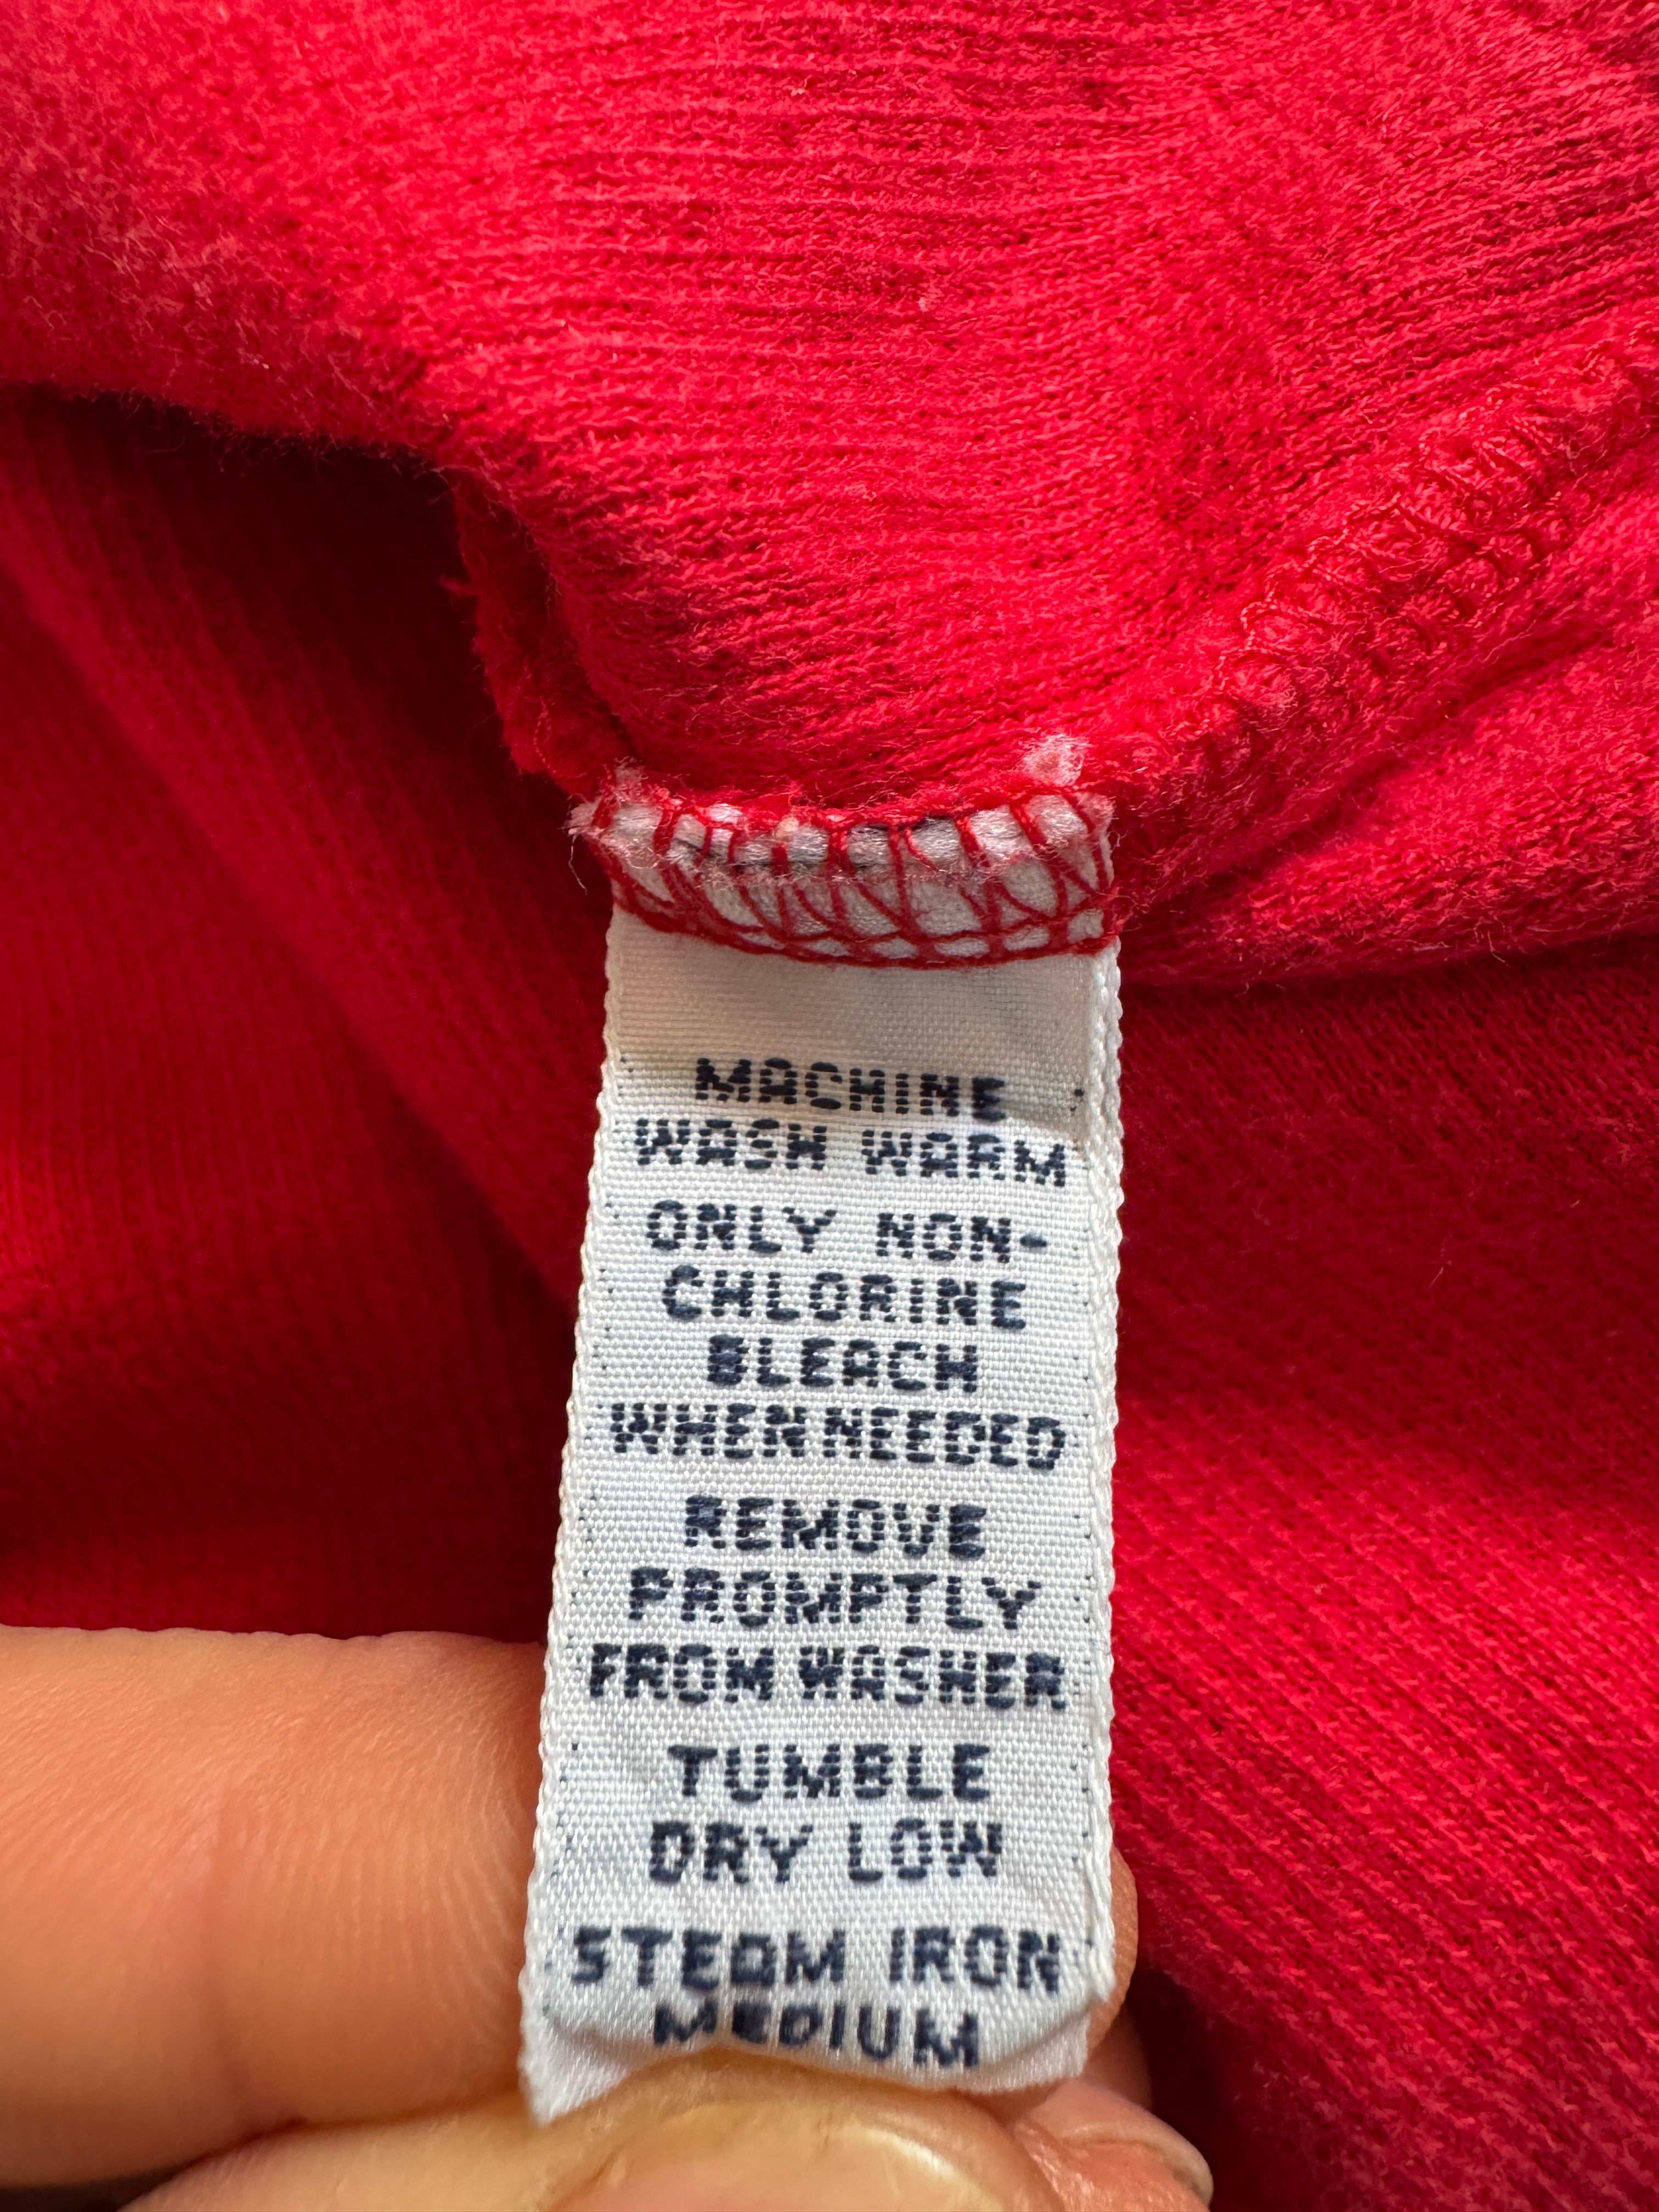 MACHINE
WASH WARM
ONLY NON-
CHLORINE
BLEACH
WHEN NEEDED
REMOVE
PROMPTLY
FROM WASHER
TUMBLE
DRY LOW
STEAM IRON
MEDIUM